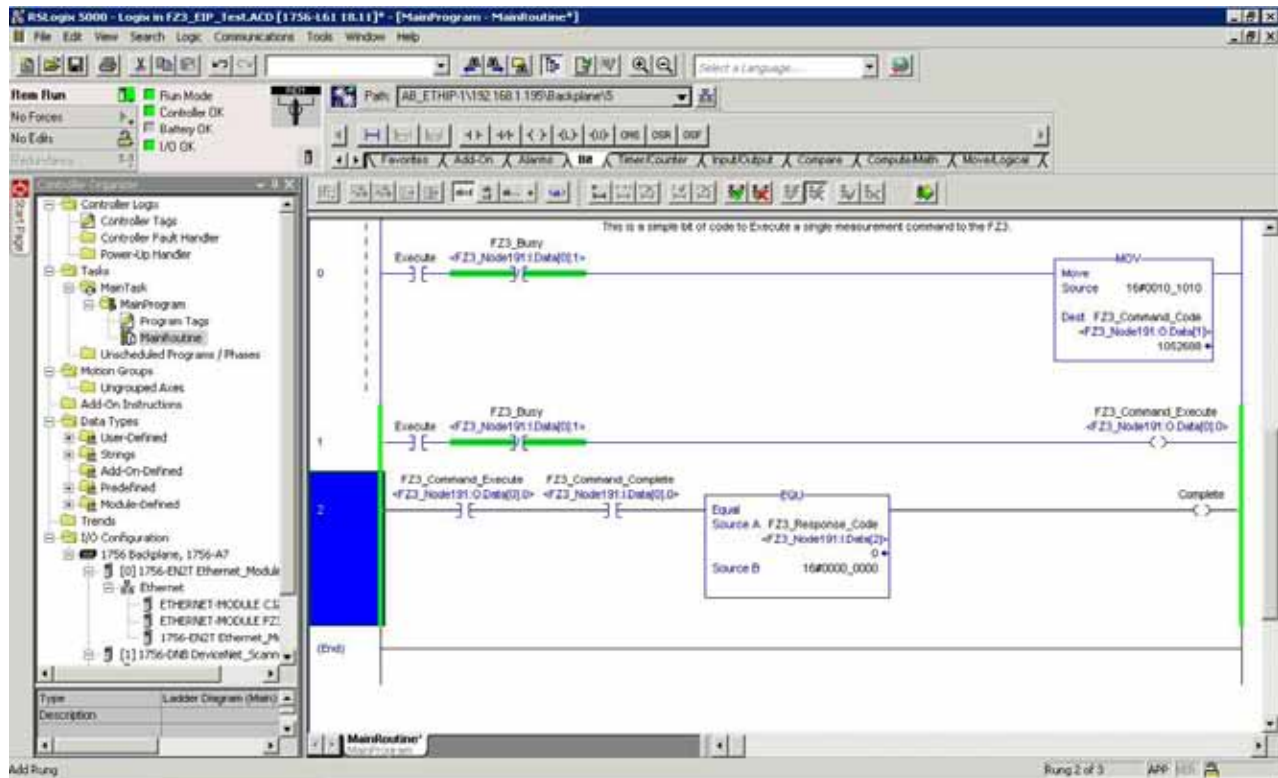 RSLogix 5000 - Logix in FZ3_EIP_Test.ACD [1756-L61 18.11]* - [MainProgram - MainRoutine*]
File Edit View Search Logic Communications Tools Window Help
Select a Language...
Rem Run
Run Mode
Path: AB_ETHIP-1\192.168.1.195\Backplane\5
No Forces
Controller OK
Battery OK
No Edits
I/O OK
Redundancy
ONS OSR OSF
Favorites Add-On Alarms Bit Timer/Counter Input/Output Compare Compute/Math Move/Logical
Start Page
Controller Organizer
Controller Logix
Controller Tags
Controller Fault Handler
Power-Up Handler
Tasks
MainTask
MainProgram
Program Tags
MainRoutine
Unscheduled Programs / Phases
Motion Groups
Ungrouped Axes
Add-On Instructions
Data Types
User-Defined
Strings
Add-On-Defined
Predefined
Module-Defined
Trends
I/O Configuration
1756 Backplane, 1756-A7
[0] 1756-EN2T Ethernet_Module
Ethernet
ETHERNET-MODULE
ETHERNET-MODULE
1756-EN2T Ethernet_M
[1] 1756-DNB DeviceNet_Scann
Type Ladder Diagram (Main)
Description
This is a simple bit of code to Execute a single measurement command to the FZ3.
0
Execute
FZ3_Busy
<FZ3_Node191:I.Data[0].1>
MOV
Move
Source 16#0010_1010
Dest FZ3_Command_Code
<FZ3_Node191:O.Data[1]>
1052688
1
Execute
FZ3_Busy
<FZ3_Node191:I.Data[0].1>
FZ3_Command_Execute
<FZ3_Node191:O.Data[0].0>
2
FZ3_Command_Execute
<FZ3_Node191:O.Data[0].0>
FZ3_Command_Complete
<FZ3_Node191:I.Data[0].0>
EQU
Equal
Source A FZ3_Response_Code
<FZ3_Node191:I.Data[2]>
0
Source B 16#0000_0000
Complete
(End)
MainRoutine*
MainProgram
Add Rung
Rung 2 of 3 APP VER